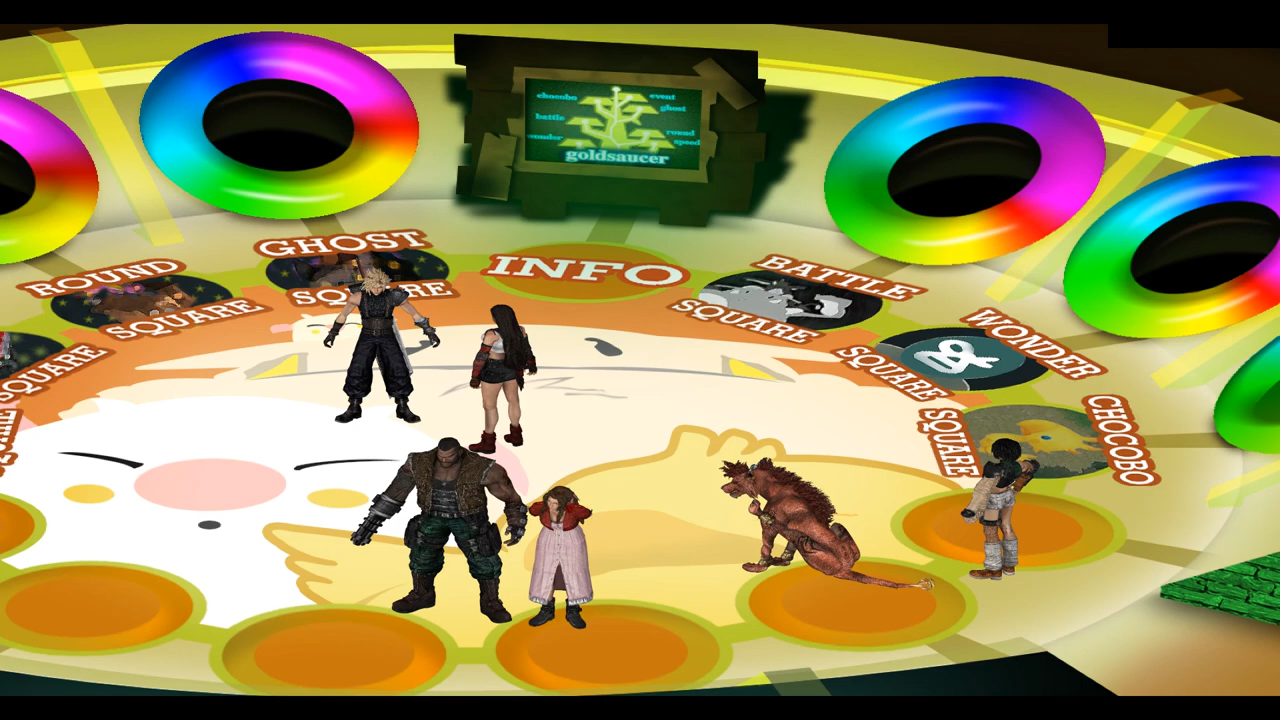 chocobo
event
ghost
battle
wonder
round
speed
goldsaucer
GHOST
SQUARE
INFO
ROUND
SQUARE
BATTLE
SQUARE
WONDER
SQUARE
CHOCOBO
SQUARE
SQUARE